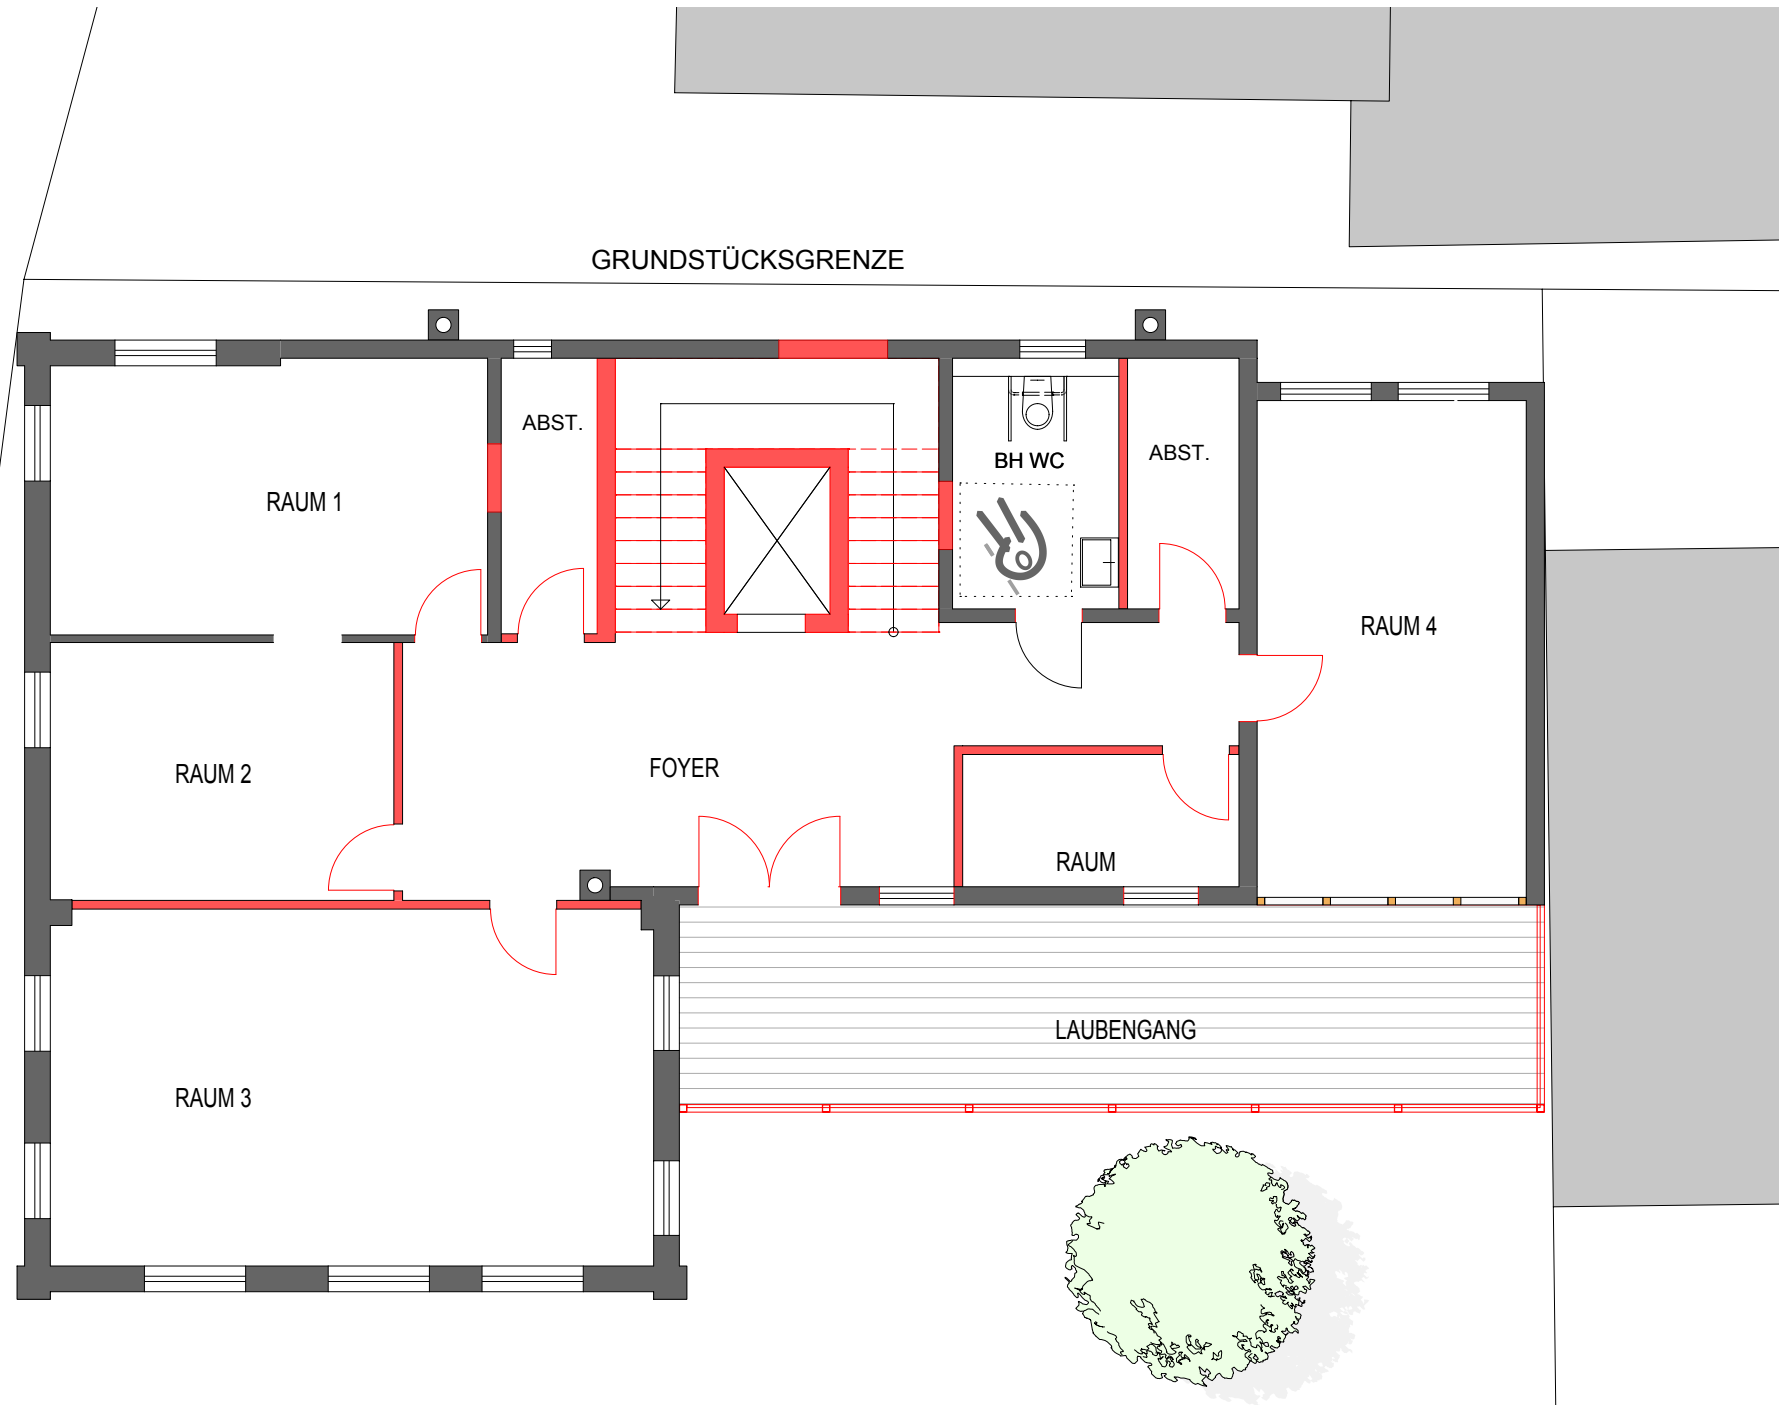 GRUNDSTÜCKSGRENZE
ABST.
BH WC
ABST.
RAUM 1
RAUM 4
RAUM 2
FOYER
RAUM
LAUBENGANG
RAUM 3